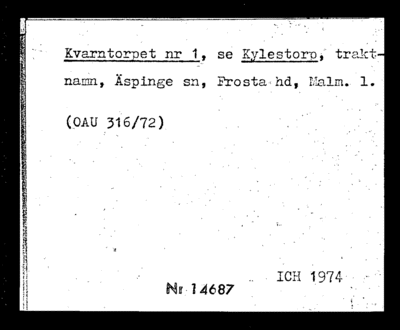 Kvarntorpet nr 1, se Kylestorp, trakt-
namn, Äspinge sn, Frosta hd, Malm. l.
(OAU 316/72)
ICH 1974
Nr 14687